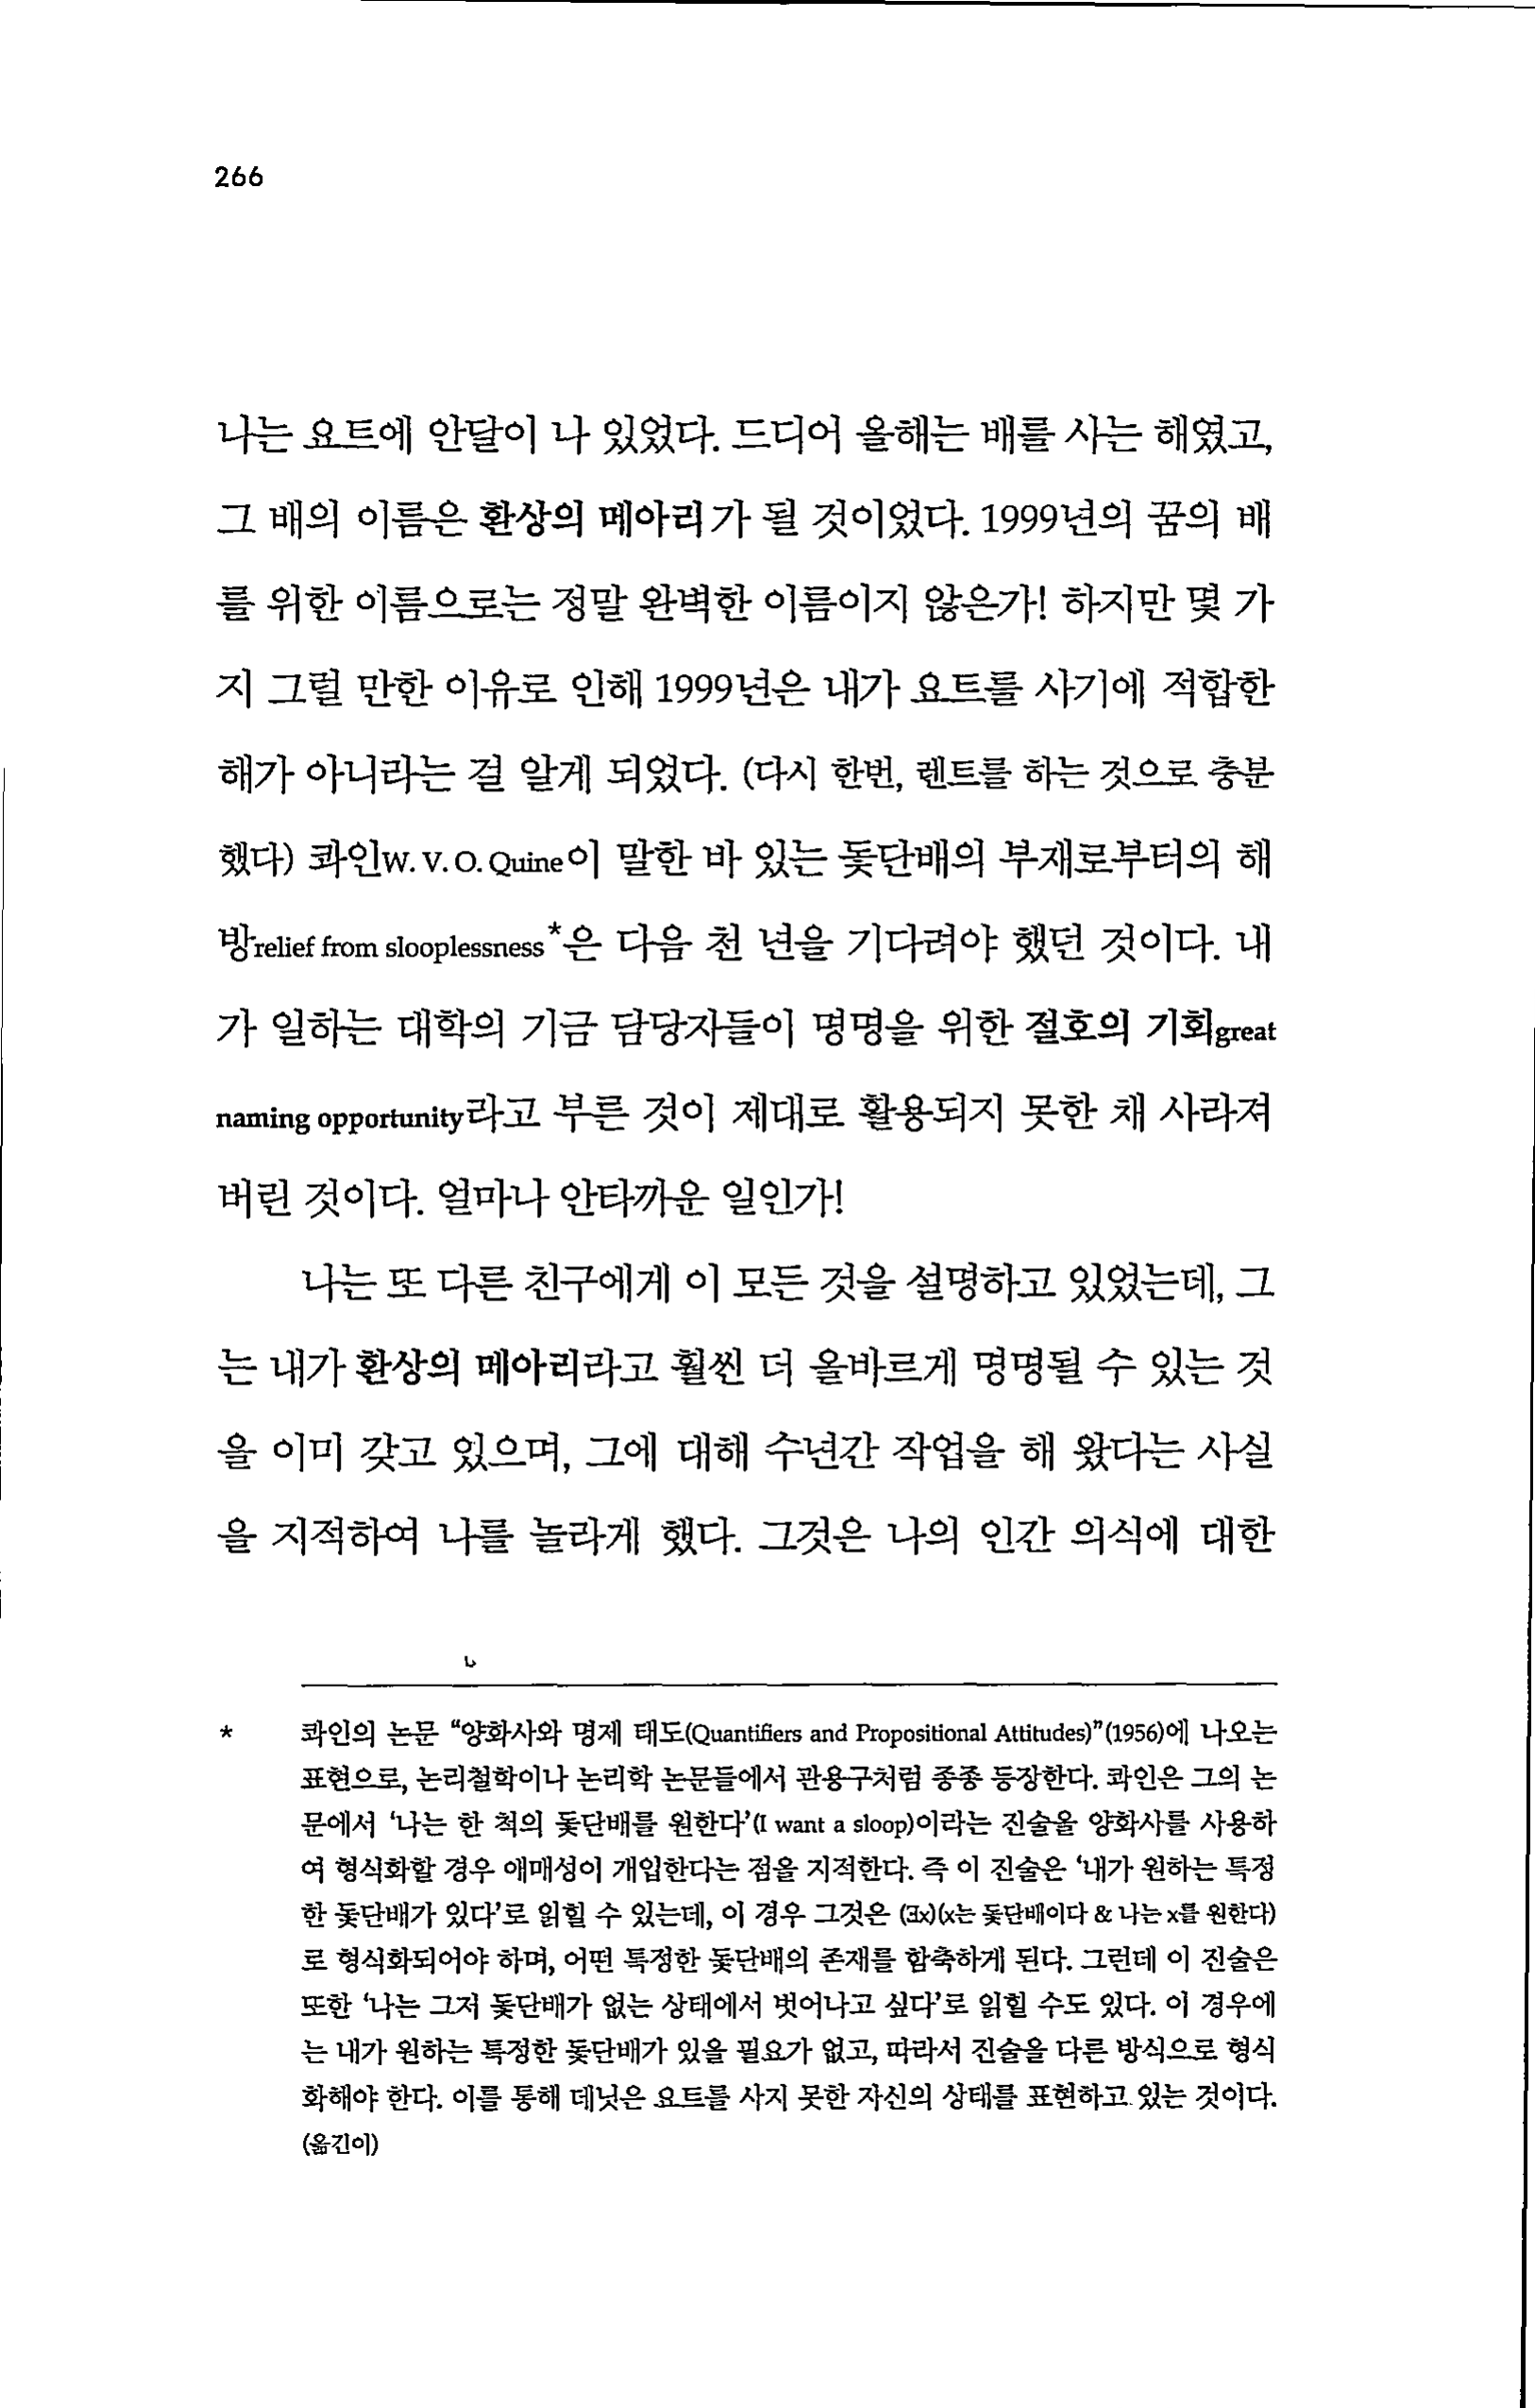 266
나는 요트에 안달이 나 있었다. 드디어 올해는 배를 사는 해였고,
그 배의 이름은 환상의 메아리가 될 것이었다. 1999년의 꿈의 배
를 위한 이름으로는 정말 완벽한 이름이지 않은가! 하지만 몇 가
지 그럴 만한 이유로 인해 1999년은 내가 요트를 사기에 적합한
해가 아니라는 걸 알게 되었다. (다시 한번, 렌트를 하는 것으로 충분
했다) 콰인W. V. O. Quine이 말한 바 있는 돛단배의 부재로부터의 해
방relief from slooplessness*은 다음 천 년을 기다려야 했던 것이다. 내
가 일하는 대학의 기금 담당자들이 명명을 위한 절호의 기회great
naming opportunity라고 부른 것이 제대로 활용되지 못한 채 사라져
버린 것이다. 얼마나 안타까운 일인가!
나는 또 다른 친구에게 이 모든 것을 설명하고 있었는데, 그
는 내가 환상의 메아리라고 훨씬 더 올바르게 명명될 수 있는 것
을 이미 갖고 있으며, 그에 대해 수년간 작업을 해 왔다는 사실
을 지적하여 나를 놀라게 했다. 그것은 나의 인간 의식에 대한
* 콰인의 논문 “양화사와 명제 태도(Quantifiers and Propositional Attitudes)”(1956)에 나오는
표현으로, 논리철학이나 논리학 논문들에서 관용구처럼 종종 등장한다. 콰인은 그의 논
문에서 ‘나는 한 척의 돛단배를 원한다’(I want a sloop)이라는 진술을 양화사를 사용하
여 형식화할 경우 애매성이 개입한다는 점을 지적한다. 즉 이 진술은 ‘내가 원하는 특정
한 돛단배가 있다’로 읽힐 수 있는데, 이 경우 그것은 (∃x)(x는 돛단배이다 & 나는 x를 원한다)
로 형식화되어야 하며, 어떤 특정한 돛단배의 존재를 함축하게 된다. 그런데 이 진술은
또한 ‘나는 그저 돛단배가 없는 상태에서 벗어나고 싶다’로 읽힐 수도 있다. 이 경우에
는 내가 원하는 특정한 돛단배가 있을 필요가 없고, 따라서 진술을 다른 방식으로 형식
화해야 한다. 이를 통해 데닛은 요트를 사지 못한 자신의 상태를 표현하고 있는 것이다.
(옮긴이)